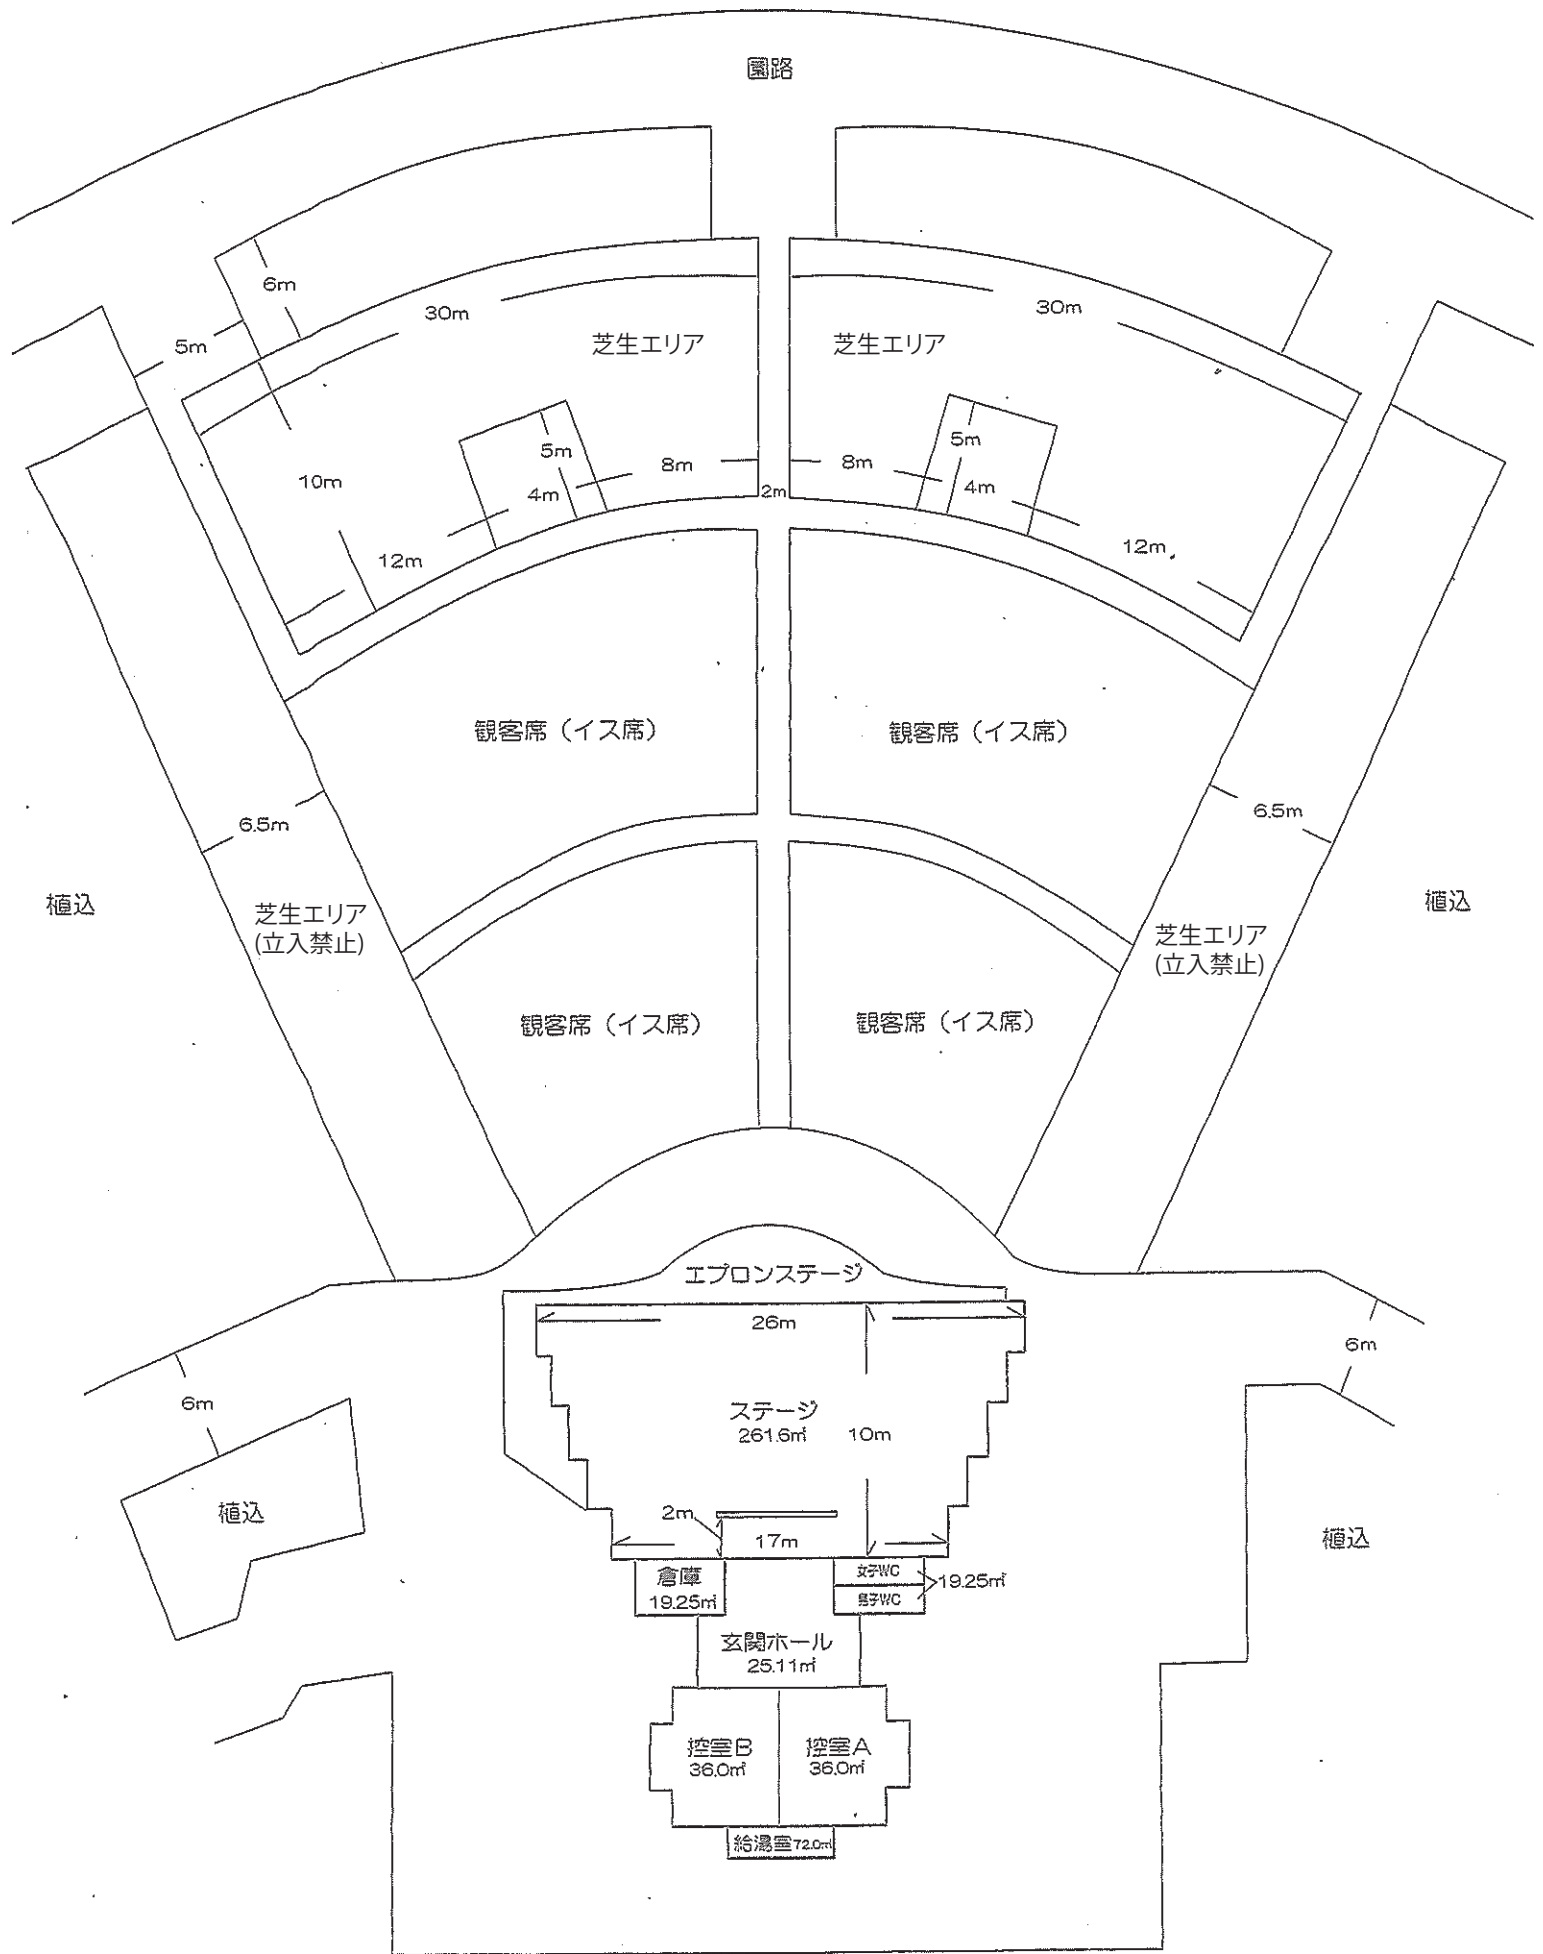 園路
6m
30m
30m
5m
芝生エリア
芝生エリア
5m
5m
8m
8m
10m
4m
2m
4m
12m
12m
観客席（イス席）
観客席（イス席）
6.5m
6.5m
植込
植込
芝生エリア
(立入禁止)
芝生エリア
(立入禁止)
観客席（イス席）
観客席（イス席）
エプロンステージ
26m
6m
6m
ステージ
261.6㎡
10m
植込
2m
17m
植込
倉庫
19.25㎡
女子WC
男子WC
19.25㎡
玄関ホール
25.11㎡
控室B
36.0㎡
控室A
36.0㎡
給湯室72.0㎡